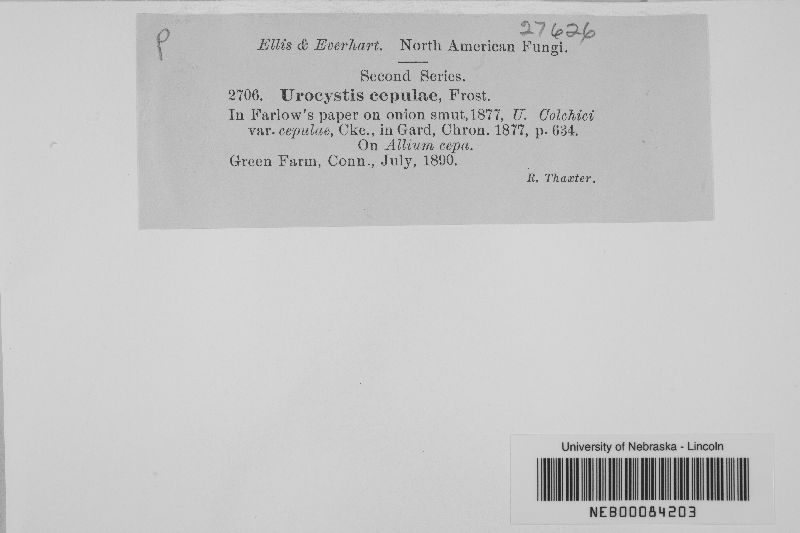 27626
P
Ellis & Everhart. North American Fungi.
Second Series.
2706. Urocystis cepulae, Frost.
In Farlow's paper on onion smut, 1877, U. Colchici
var. cepulae, Cke., in Gard, Chron. 1877, p. 634.
On Allium cepa.
Green Farm, Conn., July, 1890.
R. Thaxter.
University of Nebraska - Lincoln
NEB00084203